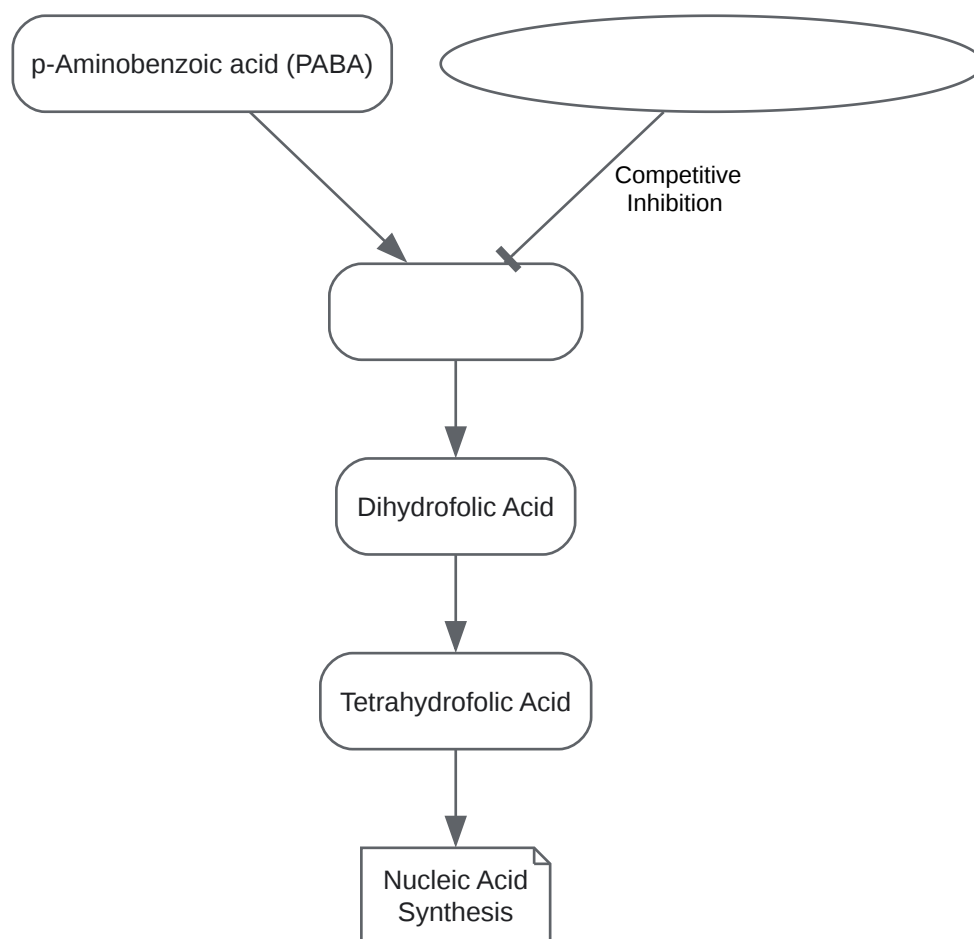 p-Aminobenzoic acid (PABA)
Competitive
Inhibition
Dihydrofolic Acid
Tetrahydrofolic Acid
Nucleic Acid
Synthesis